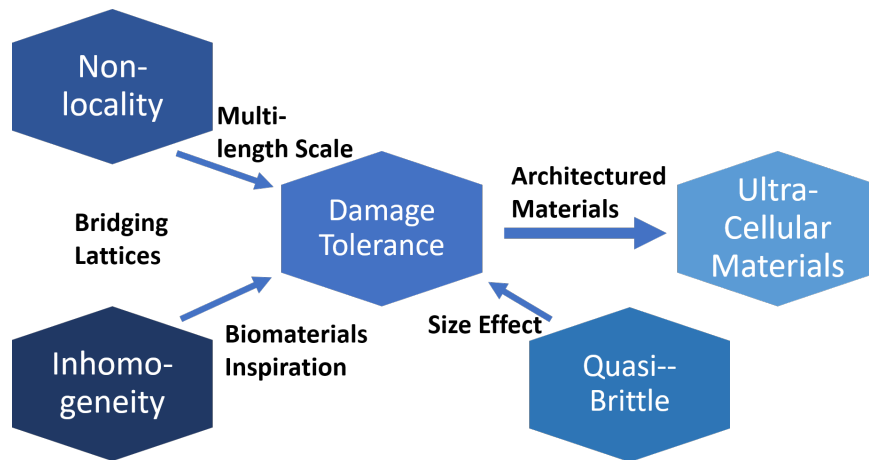 Non-
locality
Multi-
length Scale
Bridging
Lattices
Inhomo-
geneity
Biomaterials
Inspiration
Damage
Tolerance
Size Effect
Quasi--
Brittle
Architectured
Materials
Ultra-
Cellular
Materials